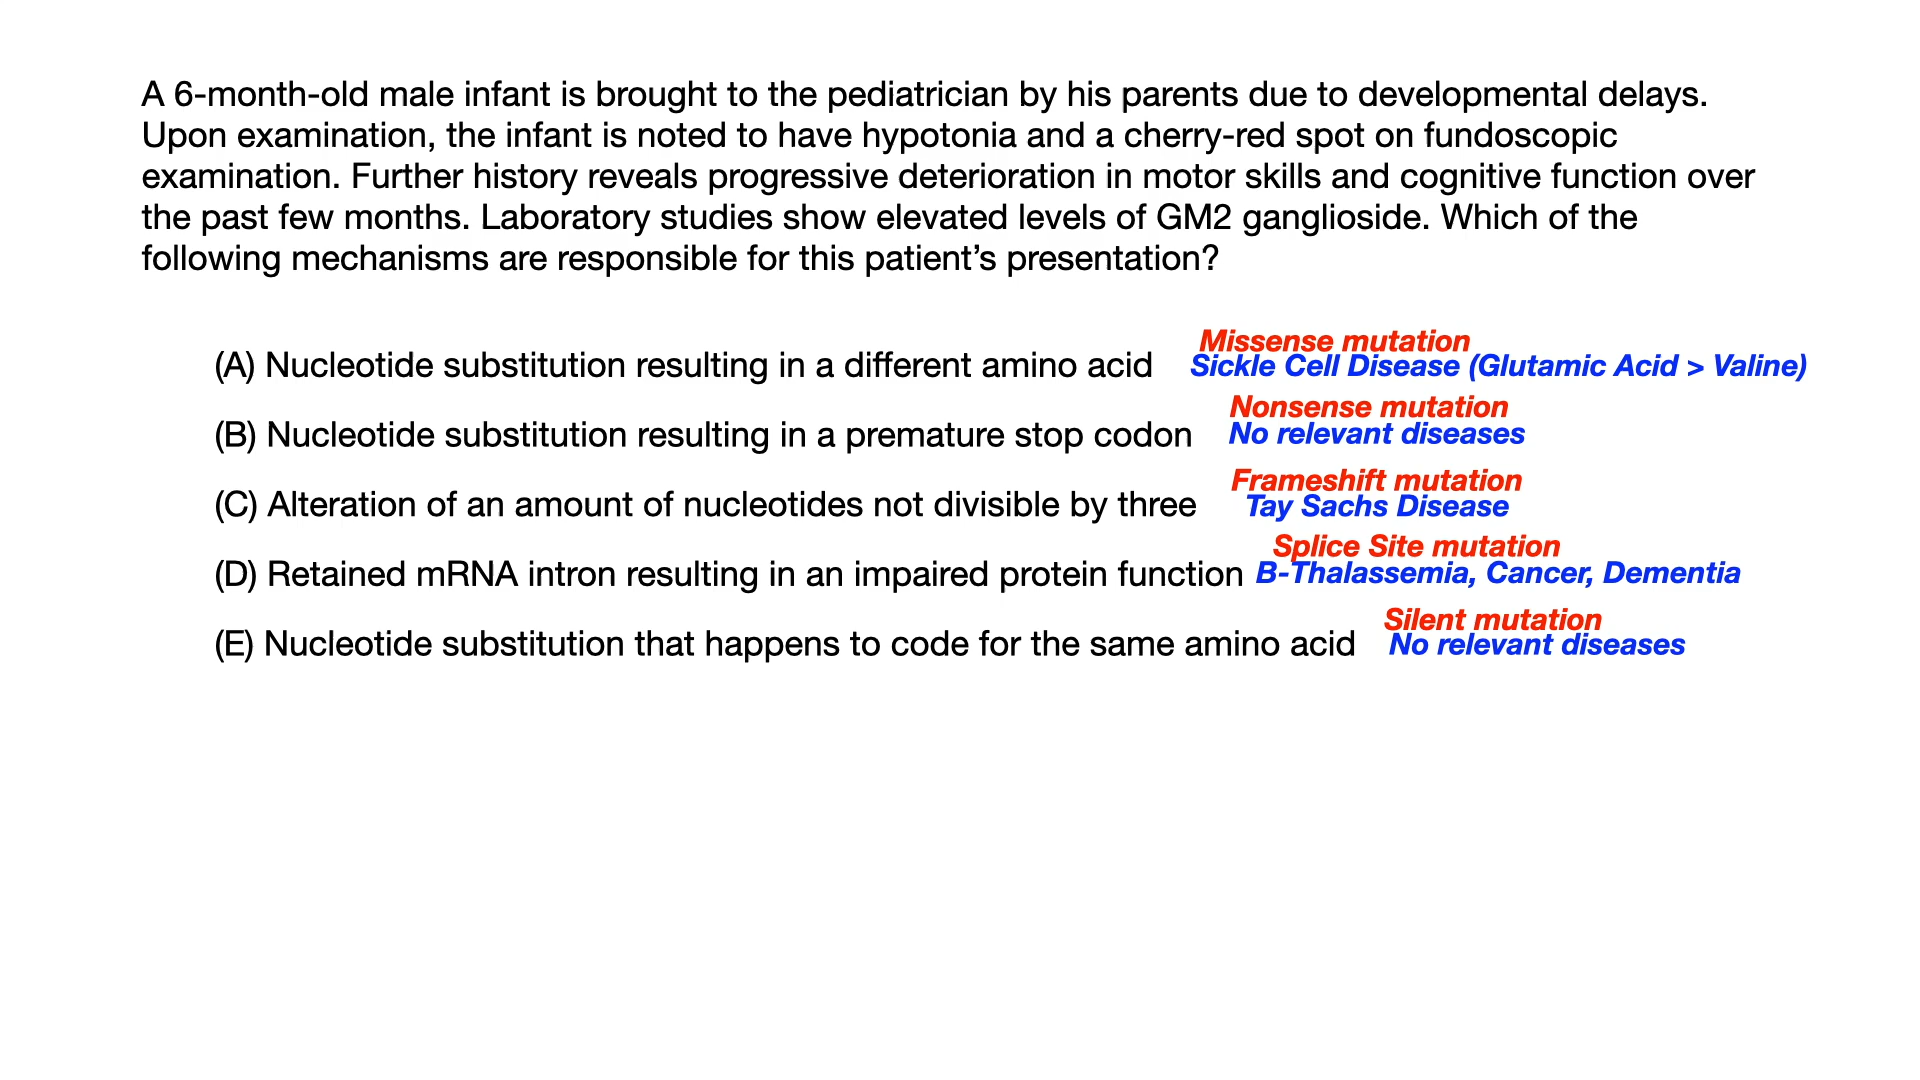 A 6-month-old male infant is brought to the pediatrician by his parents due to developmental delays.
Upon examination, the infant is noted to have hypotonia and a cherry-red spot on fundoscopic
examination. Further history reveals progressive deterioration in motor skills and cognitive function over
the past few months. Laboratory studies show elevated levels of GM2 ganglioside. Which of the
following mechanisms are responsible for this patient’s presentation?
Missense mutation
(A) Nucleotide substitution resulting in a different amino acid Sickle Cell Disease (Glutamic Acid > Valine)
Nonsense mutation
(B) Nucleotide substitution resulting in a premature stop codon No relevant diseases
Frameshift mutation
(C) Alteration of an amount of nucleotides not divisible by three Tay Sachs Disease
Splice Site mutation
(D) Retained mRNA intron resulting in an impaired protein function B-Thalassemia, Cancer, Dementia
Silent mutation
(E) Nucleotide substitution that happens to code for the same amino acid No relevant diseases